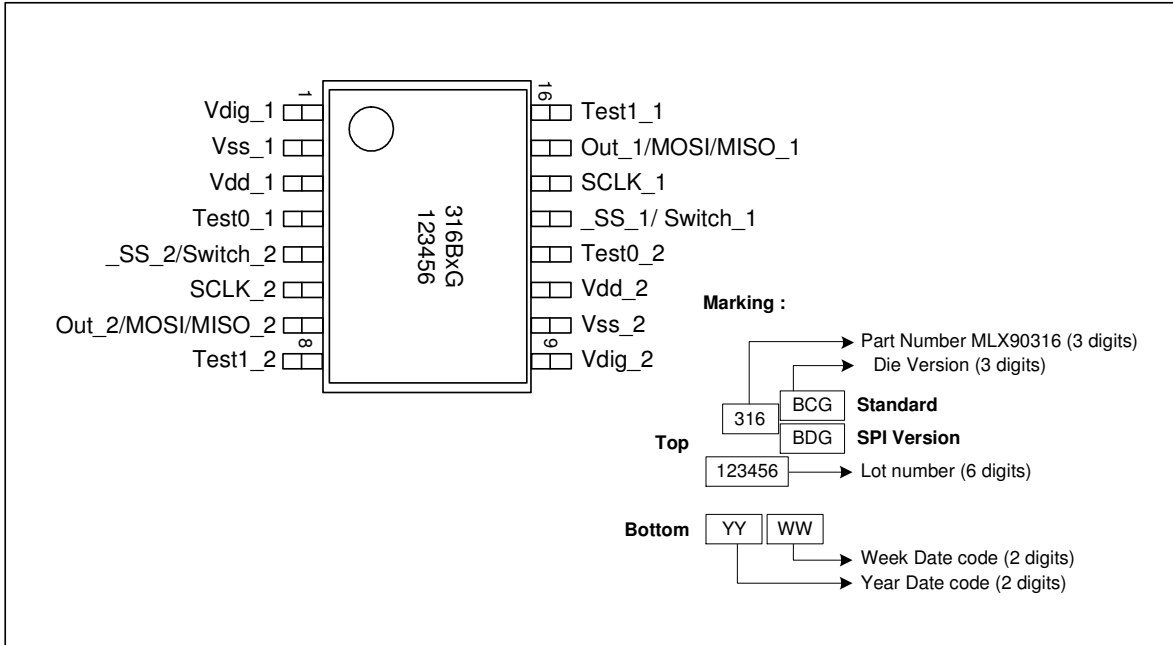 1 16
Vdig_1 Test1_1
Vss_1 Out_1/MOSI/MISO_1
Vdd_1 SCLK_1
Test0_1 _SS_1/ Switch_1
_SS_2/Switch_2 Test0_2
SCLK_2 Vdd_2
Out_2/MOSI/MISO_2 Vss_2
8 9
Test1_2 Vdig_2
316BxG
123456
Marking :
Part Number MLX90316 (3 digits)
Die Version (3 digits)
BCG Standard
316
BDG SPI Version
Top
123456 Lot number (6 digits)
Bottom YY WW
Week Date code (2 digits)
Year Date code (2 digits)